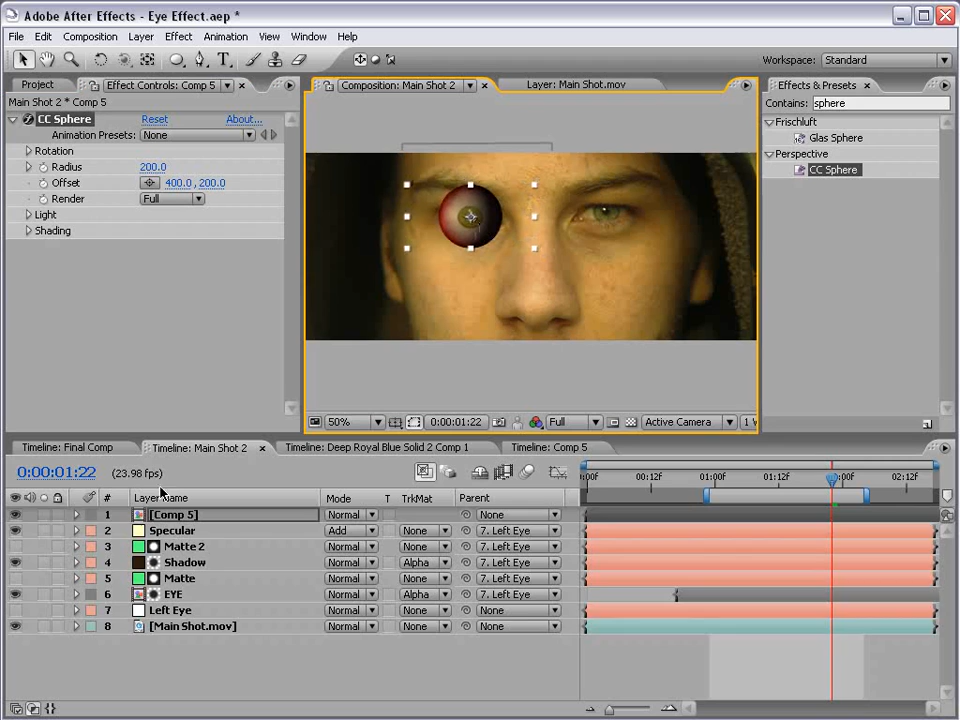 Adobe After Effects - Eye Effect.aep *
File Edit Composition Layer Effect Animation View Window Help
Workspace: Standard
Project Effect Controls: Comp 5
Composition: Main Shot 2 Layer: Main Shot.mov
Effects & Presets
Main Shot 2 * Comp 5
Contains: sphere
CC Sphere Reset About...
Frischluft
Animation Presets: None
Glas Sphere
Rotation
Perspective
Radius 200.0
CC Sphere
Offset 400.0, 200.0
Render Full
Light
Shading
50% 0:00:01:22 Full Active Camera 1 V
Timeline: Final Comp Timeline: Main Shot 2 Timeline: Deep Royal Blue Solid 2 Comp 1 Timeline: Comp 5
0:00:01:22 (23.98 fps)
:00f 00:12f 01:00f 01:12f 02:12f
# Layer Name Mode T TrkMat Parent
1 [Comp 5] Normal None
2 Specular Add None 7. Left Eye
3 Matte 2 Normal None 7. Left Eye
4 Shadow Normal Alpha 7. Left Eye
5 Matte Normal None 7. Left Eye
6 EYE Normal Alpha 7. Left Eye
7 Left Eye Normal None None
8 [Main Shot.mov] Normal None None